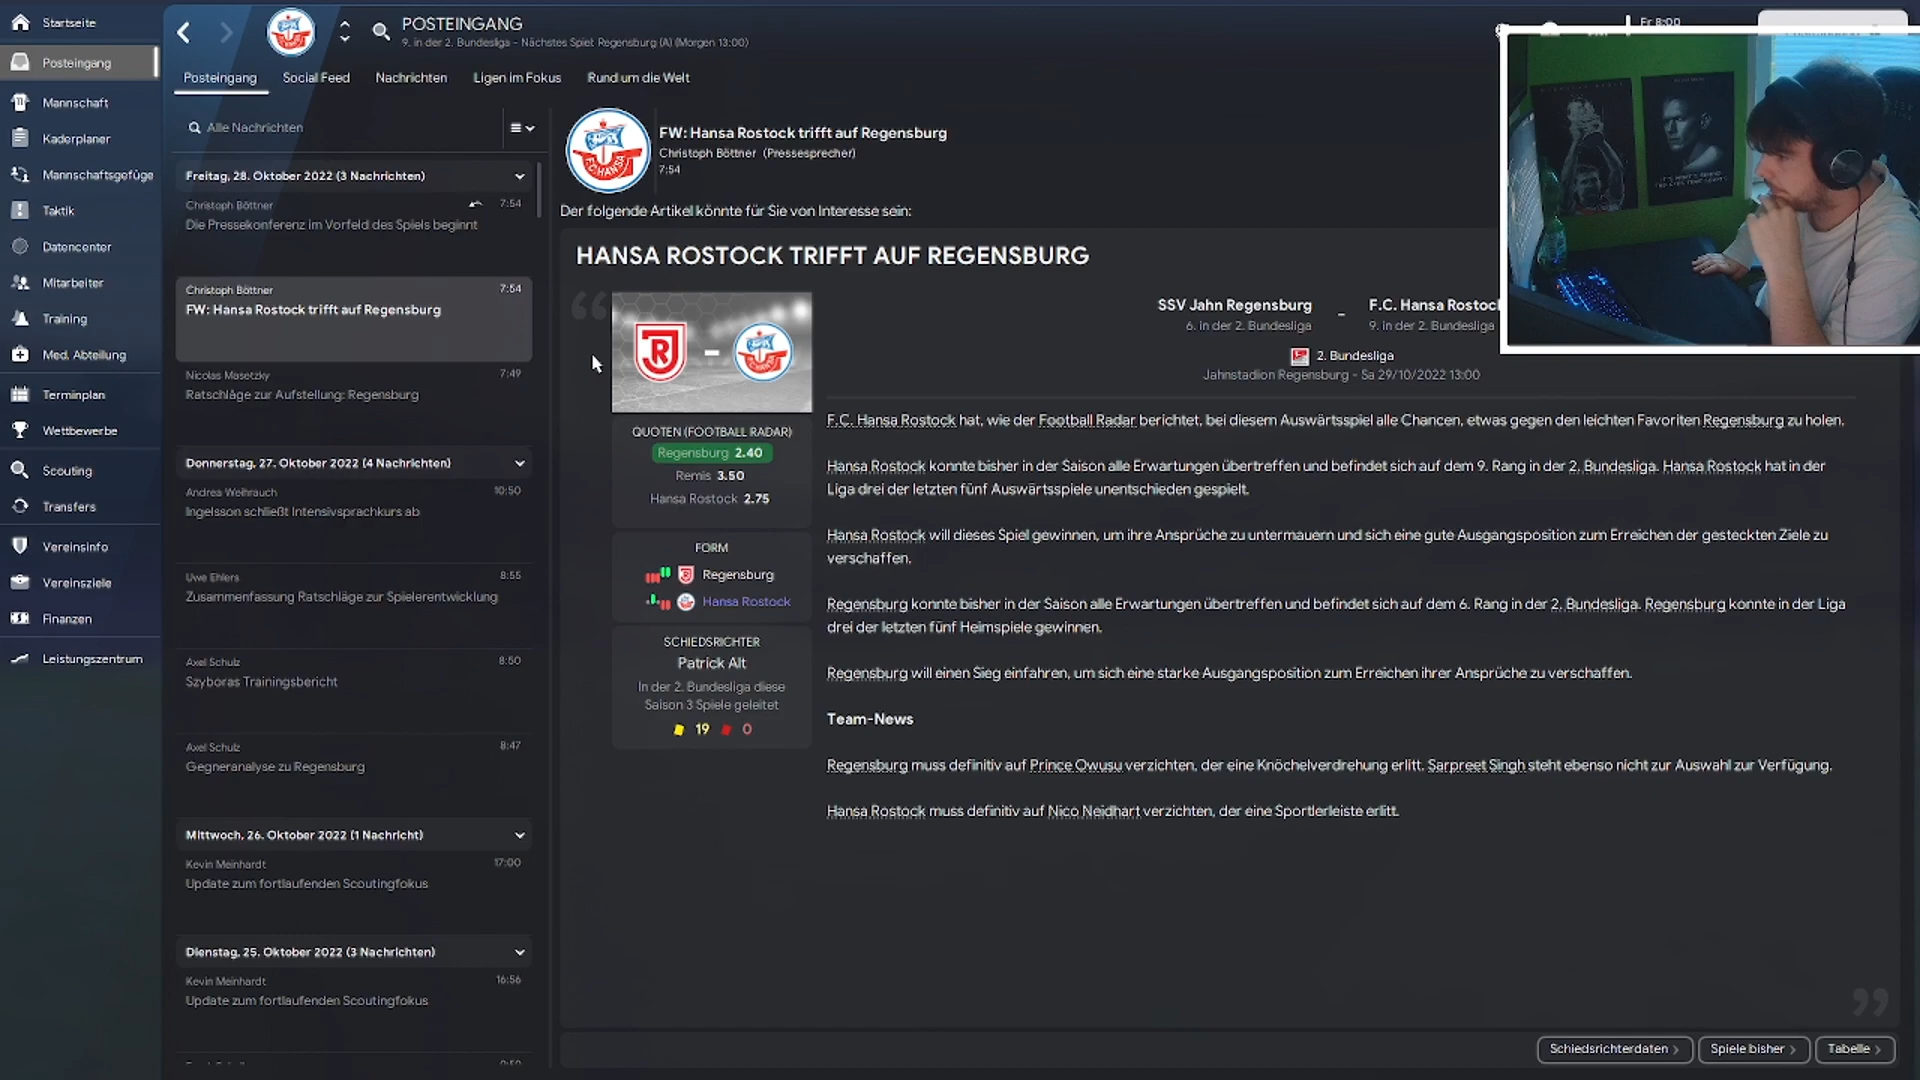 Startseite
Posteingang
Mannschaft
Kaderplaner
Mannschaftsgefüge
Taktik
Datencenter
Mitarbeiter
Training
Med. Abteilung
Terminplan
Wettbewerbe
Scouting
Transfers
Vereinsinfo
Vereinsziele
Finanzen
Leistungszentrum
POSTEINGANG
9. in der 2. Bundesliga - Nächstes Spiel: Regensburg (A) (Morgen 13:00)
Fr 8:00
Posteingang Social Feed Nachrichten Ligen im Fokus Rund um die Welt
Alle Nachrichten
Freitag, 28. Oktober 2022 (3 Nachrichten)
Christoph Böttner 7:54
Die Pressekonferenz im Vorfeld des Spiels beginnt
Christoph Böttner 7:54
FW: Hansa Rostock trifft auf Regensburg
Nicolas Masetzky 7:49
Ratschläge zur Aufstellung: Regensburg
Donnerstag, 27. Oktober 2022 (4 Nachrichten)
Andrea Weihrauch 10:50
Ingelsson schließt Intensivsprachkurs ab
Uwe Ehlers 8:55
Zusammenfassung Ratschläge zur Spielerentwicklung
Axel Schulz 8:50
Szyboras Trainingsbericht
Axel Schulz 8:47
Gegneranalyse zu Regensburg
Mittwoch, 26. Oktober 2022 (1 Nachricht)
Kevin Meinhardt 17:00
Update zum fortlaufenden Scoutingfokus
Dienstag, 25. Oktober 2022 (3 Nachrichten)
Kevin Meinhardt 16:56
Update zum fortlaufenden Scoutingfokus
FW: Hansa Rostock trifft auf Regensburg
Christoph Böttner (Pressesprecher)
7:54
Der folgende Artikel könnte für Sie von Interesse sein:
HANSA ROSTOCK TRIFFT AUF REGENSBURG
SSV Jahn Regensburg - F.C. Hansa Rostock
6. in der 2. Bundesliga 9. in der 2. Bundesliga
2. Bundesliga
Jahnstadion Regensburg - Sa 29/10/2022 13:00
QUOTEN (FOOTBALL RADAR)
Regensburg 2.40
Remis 3.50
Hansa Rostock 2.75
FORM
Regensburg
Hansa Rostock
SCHIEDSRICHTER
Patrick Alt
In der 2. Bundesliga diese
Saison 3 Spiele geleitet
19 0
F.C. Hansa Rostock hat, wie der Football Radar berichtet, bei diesem Auswärtsspiel alle Chancen, etwas gegen den leichten Favoriten Regensburg zu holen.
Hansa Rostock konnte bisher in der Saison alle Erwartungen übertreffen und befindet sich auf dem 9. Rang in der 2. Bundesliga. Hansa Rostock hat in der
Liga drei der letzten fünf Auswärtsspiele unentschieden gespielt.
Hansa Rostock will dieses Spiel gewinnen, um ihre Ansprüche zu untermauern und sich eine gute Ausgangsposition zum Erreichen der gesteckten Ziele zu
verschaffen.
Regensburg konnte bisher in der Saison alle Erwartungen übertreffen und befindet sich auf dem 6. Rang in der 2. Bundesliga. Regensburg konnte in der Liga
drei der letzten fünf Heimspiele gewinnen.
Regensburg will einen Sieg einfahren, um sich eine starke Ausgangsposition zum Erreichen ihrer Ansprüche zu verschaffen.
Team-News
Regensburg muss definitiv auf Prince Owusu verzichten, der eine Knöchelverdrehung erlitt. Sarpreet Singh steht ebenso nicht zur Auswahl zur Verfügung.
Hansa Rostock muss definitiv auf Nico Neidhart verzichten, der eine Sportlerleiste erlitt.
Schiedsrichterdaten Spiele bisher Tabelle